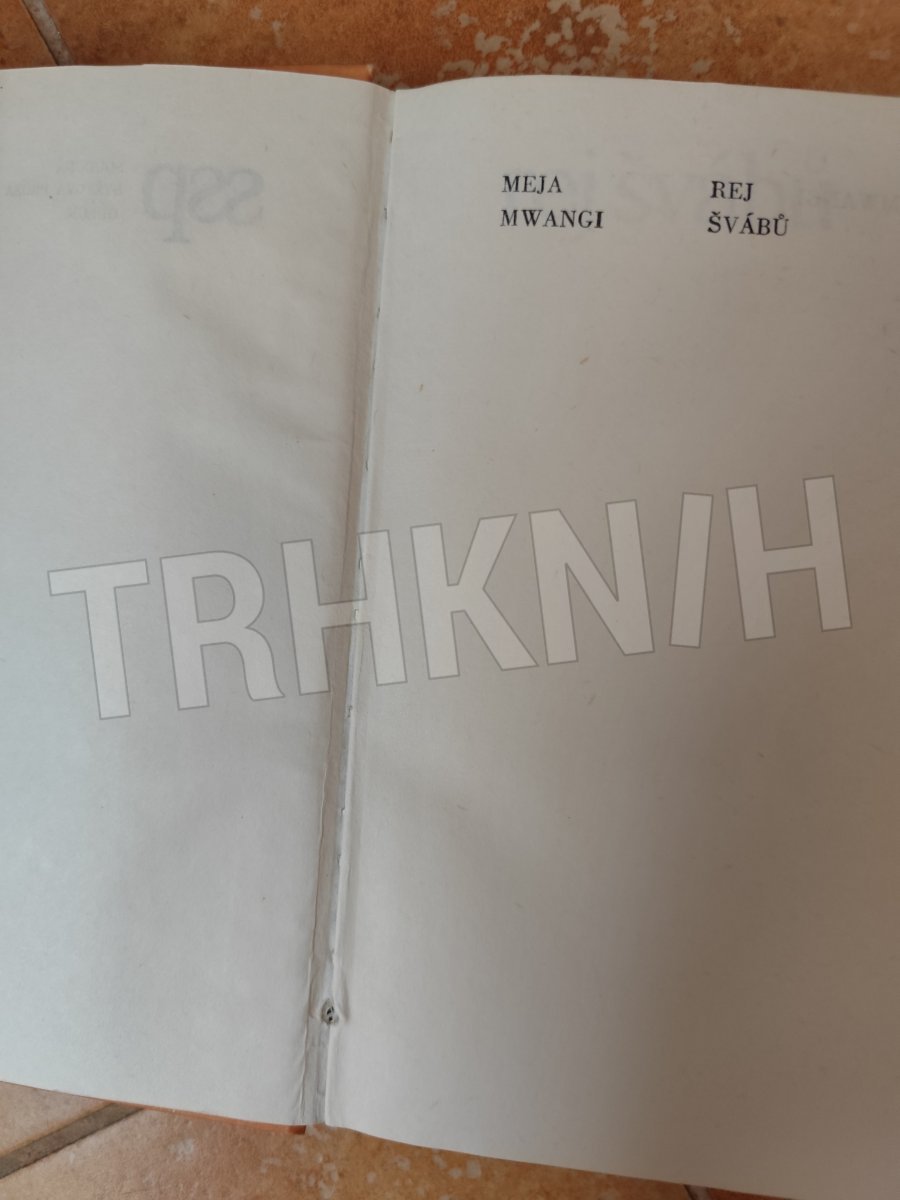 MEJA
MWANGI
REJ
ŠVÁBŮ
TRHKNIH